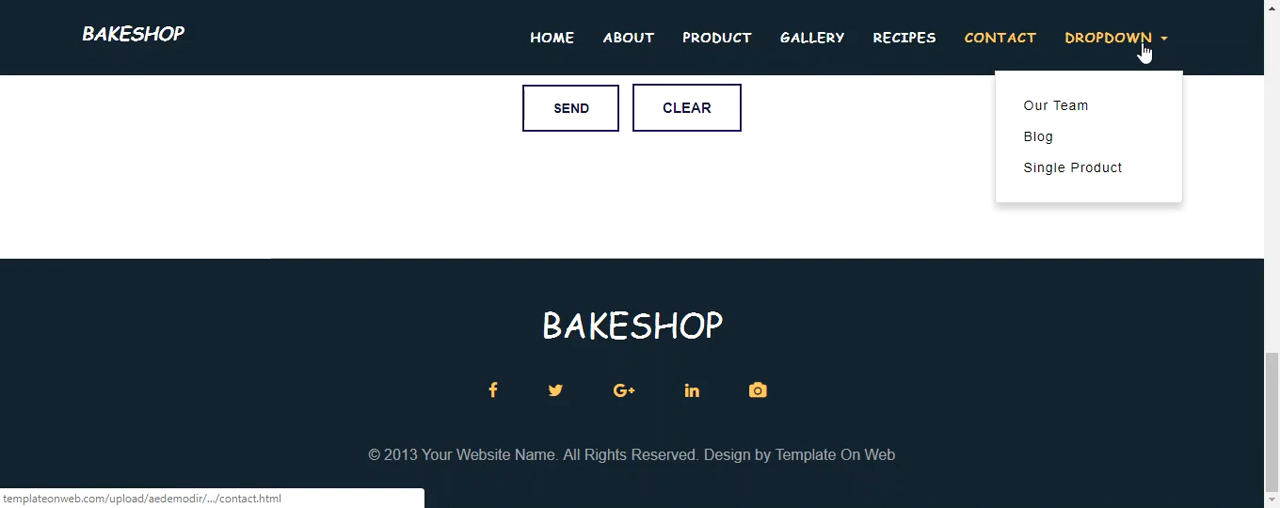 BAKESHOP
HOME ABOUT PRODUCT GALLERY RECIPES CONTACT DROPDOWN
Our Team
Blog
Single Product
SEND CLEAR
BAKESHOP
© 2013 Your Website Name. All Rights Reserved. Design by Template On Web
templateonweb.com/upload/aedemodir/.../contact.html